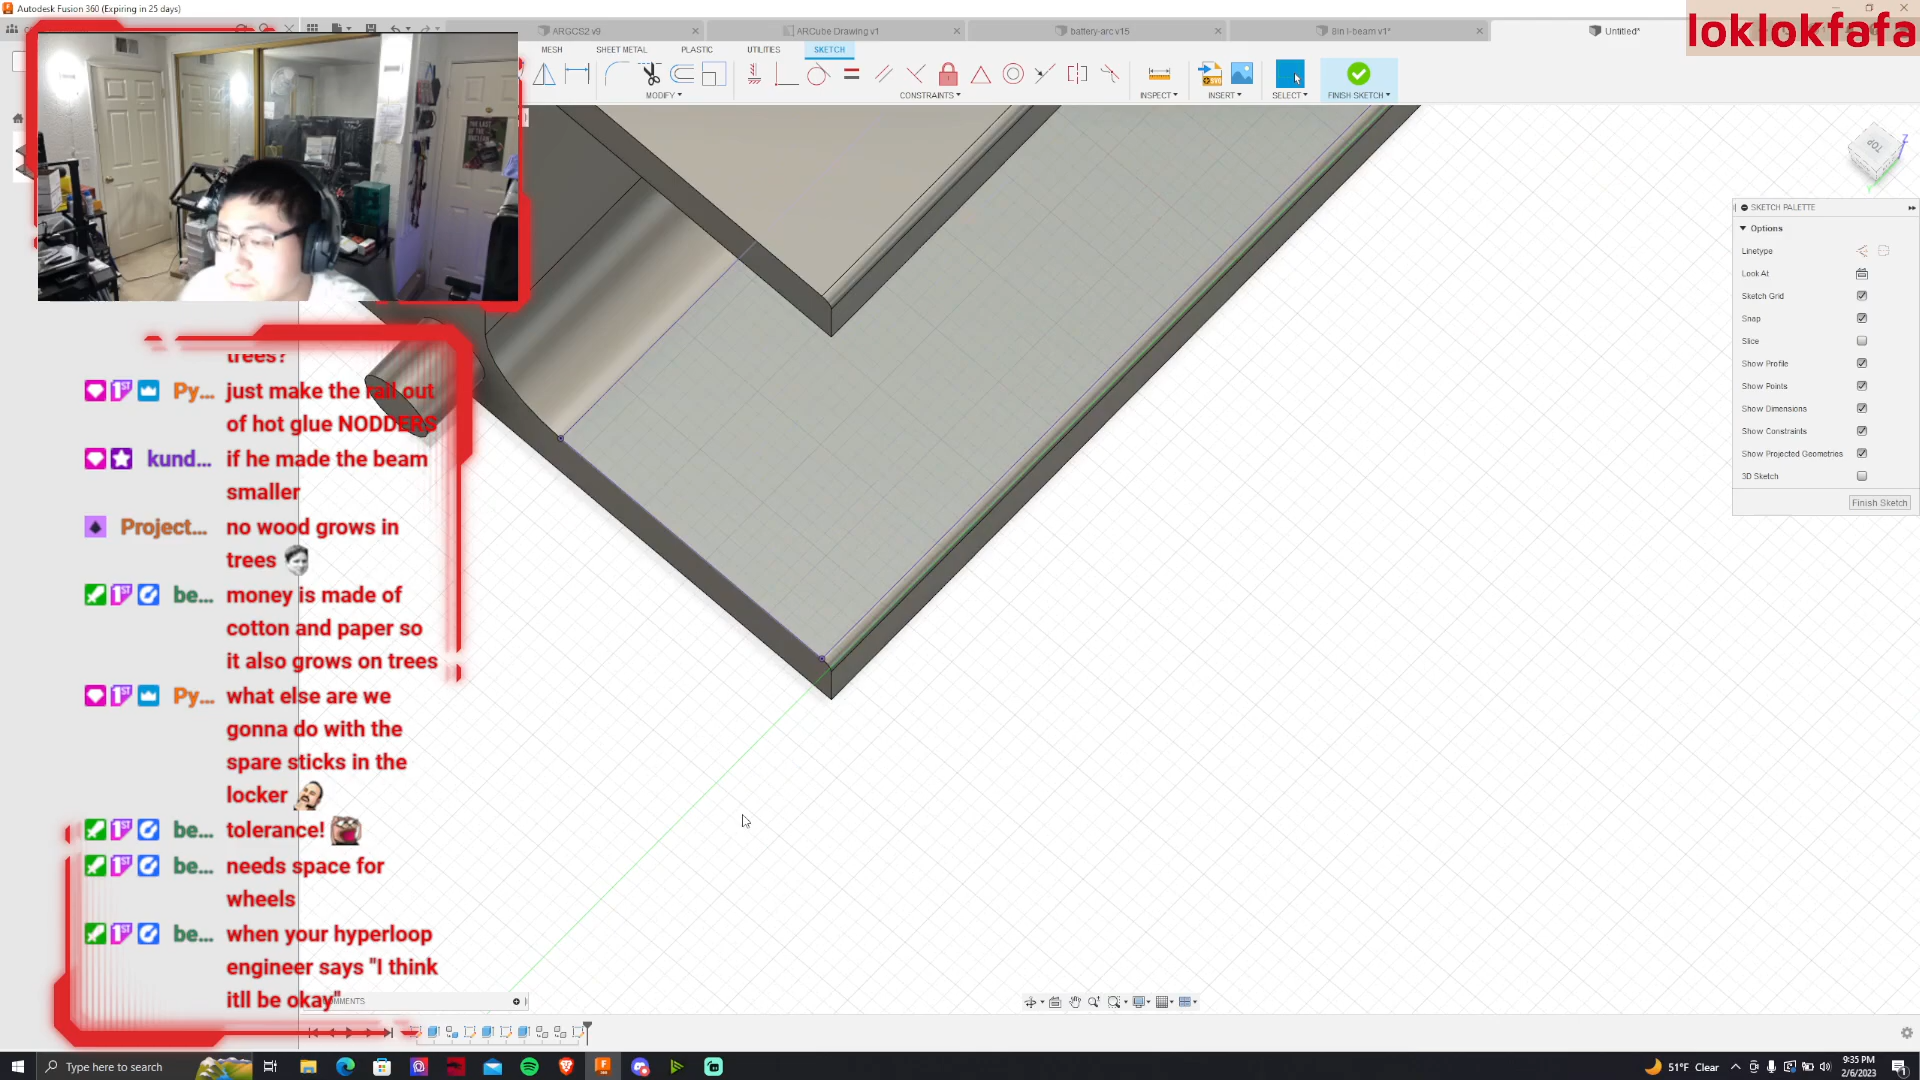 Autodesk Fusion 360 (Expiring in 25 days)
loklokfafa
ARGCS2 v9
ARCube Drawing v1
battery-arc v15
8in I-beam v1*
Untitled*
MESH
SHEET METAL
PLASTIC
UTILITIES
SKETCH
MODIFY
CONSTRAINTS
INSPECT
INSERT
SELECT
FINISH SKETCH
TOP
Z
SKETCH PALETTE
Options
Linetype
Look At
Sketch Grid
Snap
Slice
Show Profile
Show Points
Show Dimensions
Show Constraints
Show Projected Geometries
3D Sketch
Finish Sketch
trees?
Py... just make the rail out
of hot glue NODDERS
kund... if he made the beam
smaller
Project... no wood grows in
trees
be... money is made of
cotton and paper so
it also grows on trees
Py... what else are we
gonna do with the
spare sticks in the
locker
be... tolerance!
be... needs space for
wheels
be... when your hyperloop
engineer says "I think
itll be okay"
Type here to search
51°F Clear
9:35 PM
2/6/2023